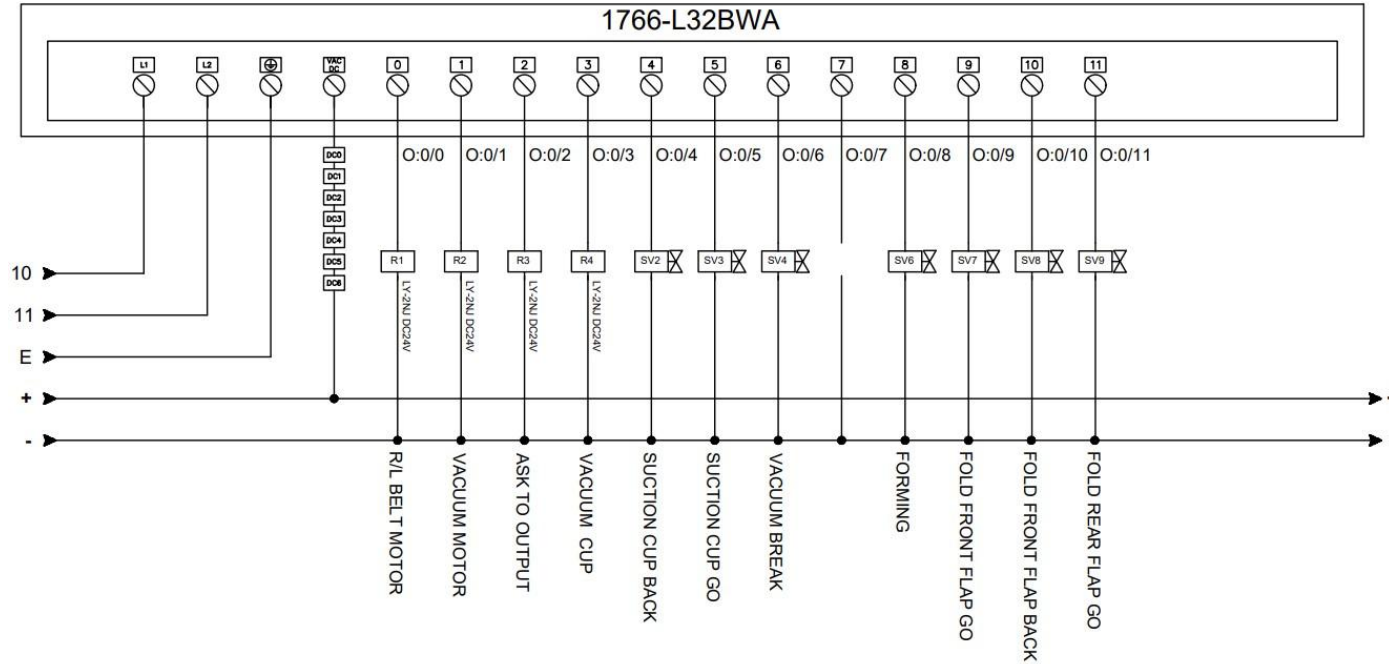 1766-L32BWA
L1 L2 VAC DC 0 1 2 3 4 5 6 7 8 9 10 11
O:0/0 O:0/1 O:0/2 O:0/3 O:0/4 O:0/5 O:0/6 O:0/7 O:0/8 O:0/9 O:0/10 O:0/11
DC0
DC1
DC2
DC3
DC4
DC5
DC6
R1 R2 R3 R4 SV2 SV3 SV4 SV6 SV7 SV8 SV9
LY-2NJ DC24V
LY-2NJ DC24V
LY-2NJ DC24V
LY-2NJ DC24V
10
11
E
+
-
R/L BELT MOTOR
VACUUM MOTOR
ASK TO OUTPUT
VACUUM CUP
SUCTION CUP BACK
SUCTION CUP GO
VACUUM BREAK
FORMING
FOLD FRONT FLAP GO
FOLD FRONT FLAP BACK
FOLD REAR FLAP GO